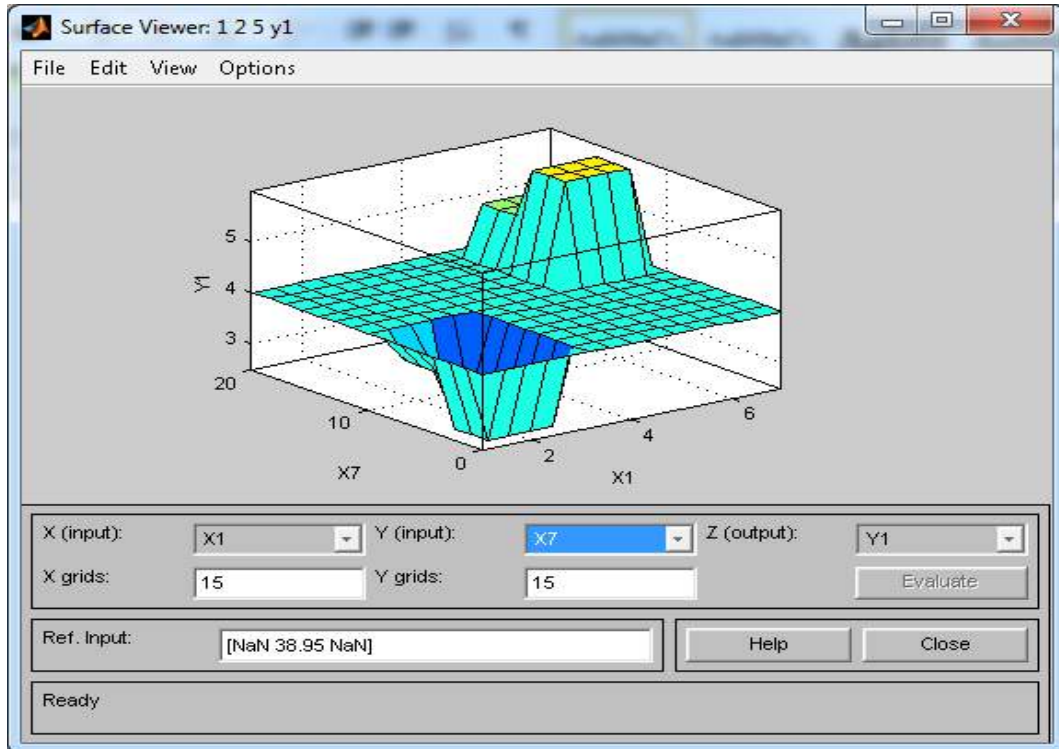 Surface Viewer: 1 2 5 y1
File Edit View Options
5
4
3
Y1
20
10
0
X7
2
4
6
X1
X (input): X1 Y (input): X7 Z (output): Y1
X grids: 15 Y grids: 15 Evaluate
Ref. Input: [NaN 38.95 NaN] Help Close
Ready